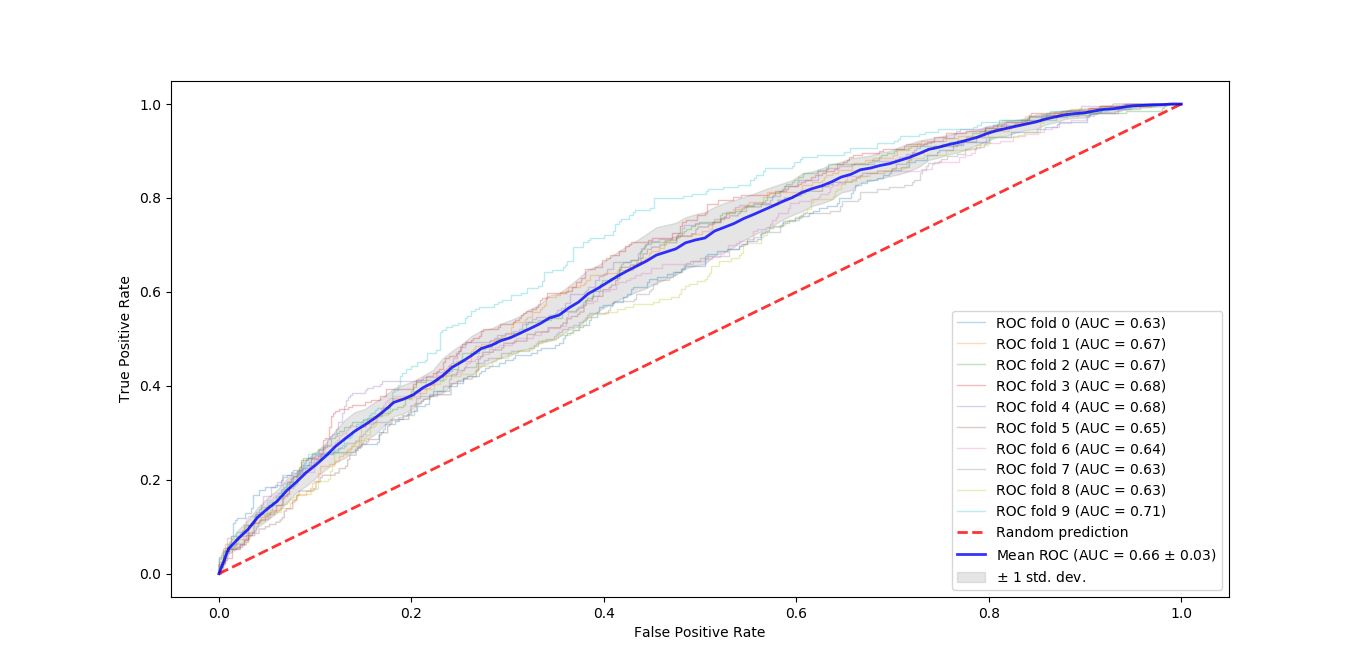 1.0
0.8
0.6
0.4
0.2
0.0
True Positive Rate
0.0 0.2 0.4 0.6 0.8 1.0
False Positive Rate
ROC fold 0 (AUC = 0.63)
ROC fold 1 (AUC = 0.67)
ROC fold 2 (AUC = 0.67)
ROC fold 3 (AUC = 0.68)
ROC fold 4 (AUC = 0.68)
ROC fold 5 (AUC = 0.65)
ROC fold 6 (AUC = 0.64)
ROC fold 7 (AUC = 0.63)
ROC fold 8 (AUC = 0.63)
ROC fold 9 (AUC = 0.71)
Random prediction
Mean ROC (AUC = 0.66 ± 0.03)
± 1 std. dev.